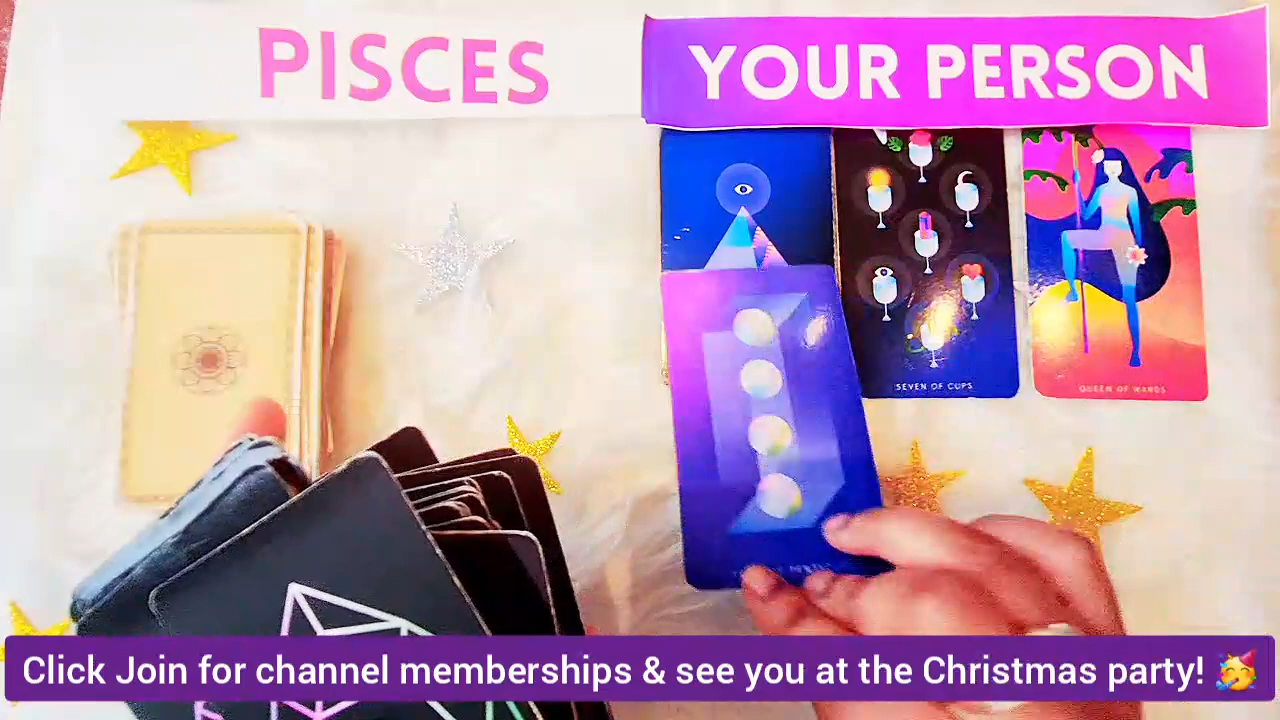 PISCES
YOUR PERSON
SEVEN OF CUPS
QUEEN OF WANDS
Click Join for channel memberships & see you at the Christmas party! 🥳